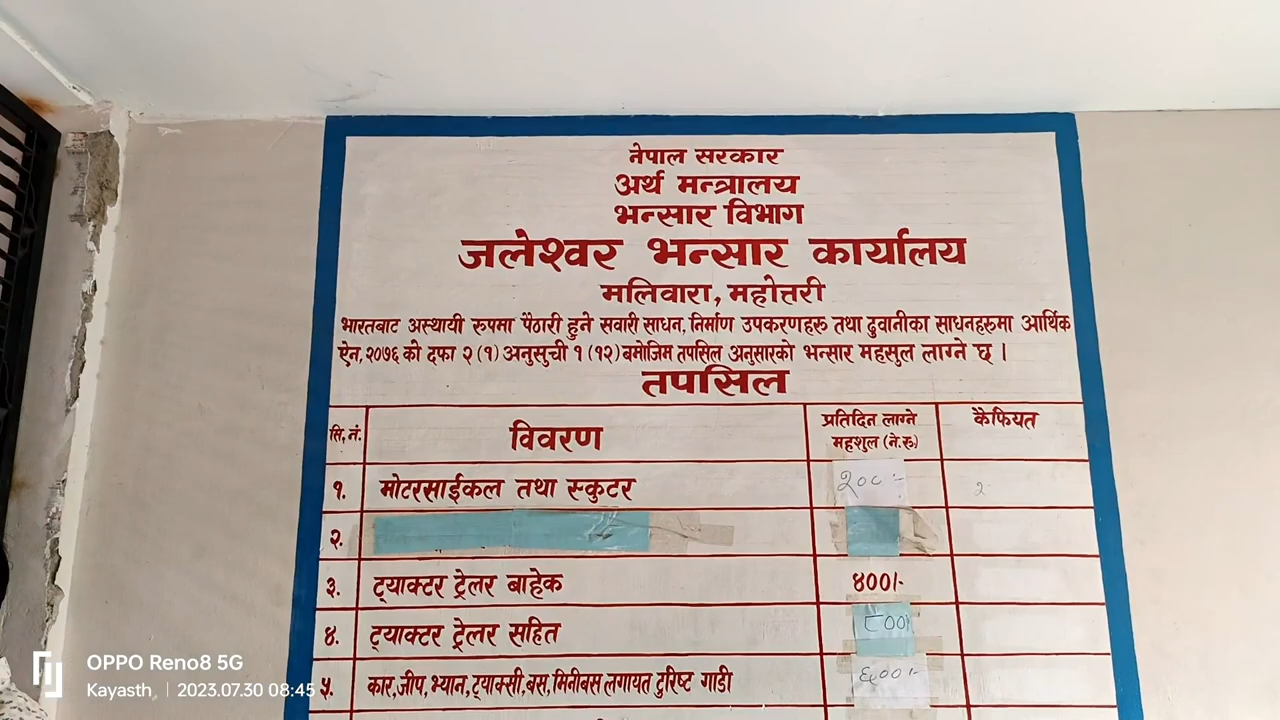 नेपाल सरकार
अर्थ मन्त्रालय
भन्सार विभाग
जलेश्वर भन्सार कार्यालय
मलिवारा, महोत्तरी
भारतबाट अस्थायी रुपमा पैठारी हुने सवारी साधन, निर्माण उपकरणहरू तथा ढुवानीका साधनहरुमा आर्थिक
ऐन, २०७६ को दफा २ (१) अनुसुची १ (१२) बमोजिम तपसिल अनुसारको भन्सार महसुल लाग्ने छ ।
तपसिल
सि. नं. विवरण प्रतिदिन लाग्ने महशुल (ने.रू.) कैफियत
१. मोटरसाईकल तथा स्कुटर २००/-
२.
३. ट्याक्टर ट्रेलर बाहेक ४००/-
४. ट्याक्टर ट्रेलर सहित ८००/-
५. कार, जीप, भ्यान, ट्याक्सी, बस, मिनीबस लगायत टुरिष्ट गाडी ६००/-
OPPO Reno8 5G
Kayasth | 2023.07.30 08:45